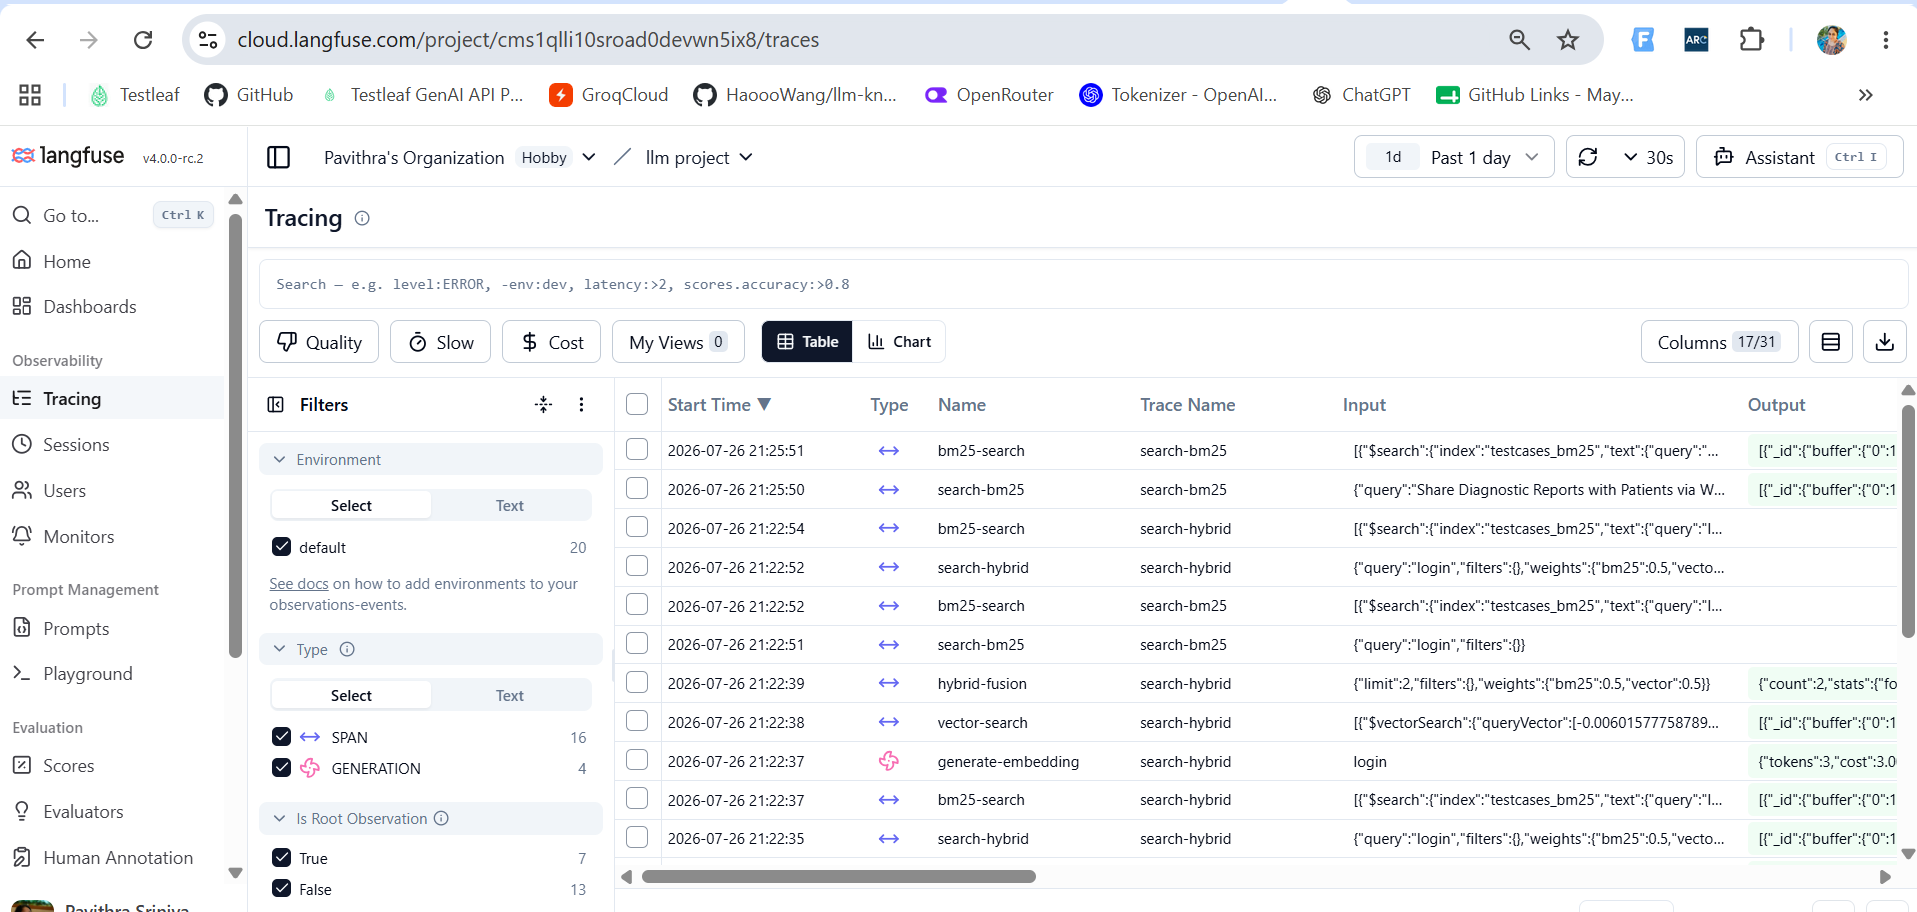 cloud.langfuse.com/project/cms1qlli10sroad0devwn5ix8/traces
Testleaf
GitHub
Testleaf GenAI API P...
GroqCloud
HaoooWang/llm-kn...
OpenRouter
Tokenizer - OpenAI...
ChatGPT
GitHub Links - May...
ARC
langfuse v4.0.0-rc.2
Pavithra's Organization Hobby / llm project
1d Past 1 day
30s
Assistant Ctrl I
Go to... Ctrl K
Home
Dashboards
Observability
Tracing
Sessions
Users
Monitors
Prompt Management
Prompts
Playground
Evaluation
Scores
Evaluators
Human Annotation
Pavithra Sriniva
Tracing
Search — e.g. level:ERROR, -env:dev, latency:>2, scores.accuracy:>0.8
Quality
Slow
Cost
My Views 0
Table
Chart
Columns 17/31
Filters
Environment
Select Text
default 20
See docs on how to add environments to your
observations-events.
Type
Select Text
SPAN 16
GENERATION 4
Is Root Observation
True 7
False 13
Start Time ▼ Type Name Trace Name Input Output
2026-07-26 21:25:51 bm25-search search-bm25 [{"$search":{"index":"testcases_bm25","text":{"query":"... [{"_id":{"buffer":{"0":1
2026-07-26 21:25:50 search-bm25 search-bm25 {"query":"Share Diagnostic Reports with Patients via W... [{"_id":{"buffer":{"0":1
2026-07-26 21:22:54 bm25-search search-hybrid [{"$search":{"index":"testcases_bm25","text":{"query":"l...
2026-07-26 21:22:52 search-hybrid search-hybrid {"query":"login","filters":{},"weights":{"bm25":0.5,"vecto...
2026-07-26 21:22:52 bm25-search search-bm25 [{"$search":{"index":"testcases_bm25","text":{"query":"l...
2026-07-26 21:22:51 search-bm25 search-bm25 {"query":"login","filters":{}}
2026-07-26 21:22:39 hybrid-fusion search-hybrid {"limit":2,"filters":{},"weights":{"bm25":0.5,"vector":0.5}} {"count":2,"stats":{"fo
2026-07-26 21:22:38 vector-search search-hybrid [{"$vectorSearch":{"queryVector":[-0.00601577758789... [{"_id":{"buffer":{"0":1
2026-07-26 21:22:37 generate-embedding search-hybrid login {"tokens":3,"cost":3.0
2026-07-26 21:22:37 bm25-search search-hybrid [{"$search":{"index":"testcases_bm25","text":{"query":"l... [{"_id":{"buffer":{"0":1
2026-07-26 21:22:35 search-hybrid search-hybrid {"query":"login","filters":{},"weights":{"bm25":0.5,"vecto... [{"_id":{"buffer":{"0":1